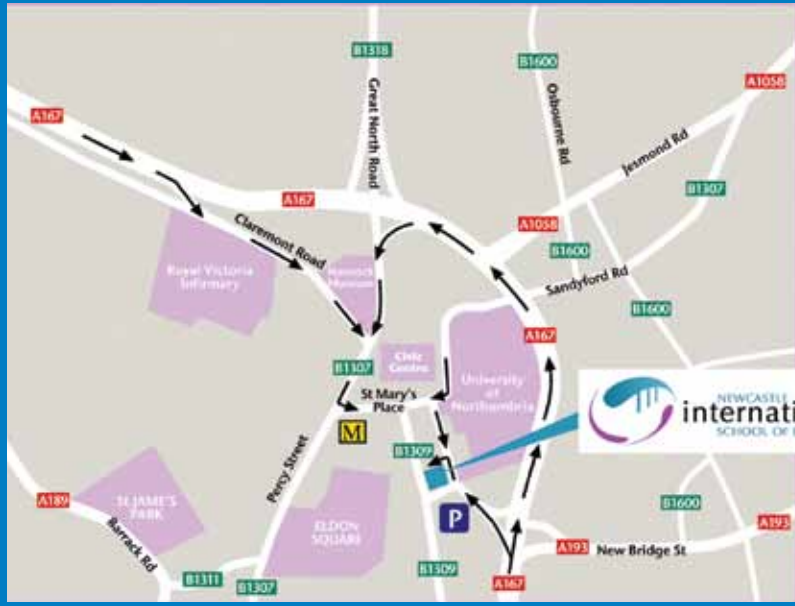 B1318
B1600
A1058
A167
Great North Road
Osbourne Rd
Jesmond Rd
B1307
A167
A1058
Claremont Road
Royal Victoria
Infirmary
Hancock
Museum
B1600
Sandyford Rd
B1600
A167
B1307
Civic
Centre
University
of
Northumbria
St Mary's
Place
M
NEWCASTLE
internati
SCHOOL OF
Percy Street
B1309
A189
ST JAME'S
PARK
Barrack Rd
ELDON
SQUARE
P
B1600
A193
A193
New Bridge St
B1311
B1307
B1309
A167